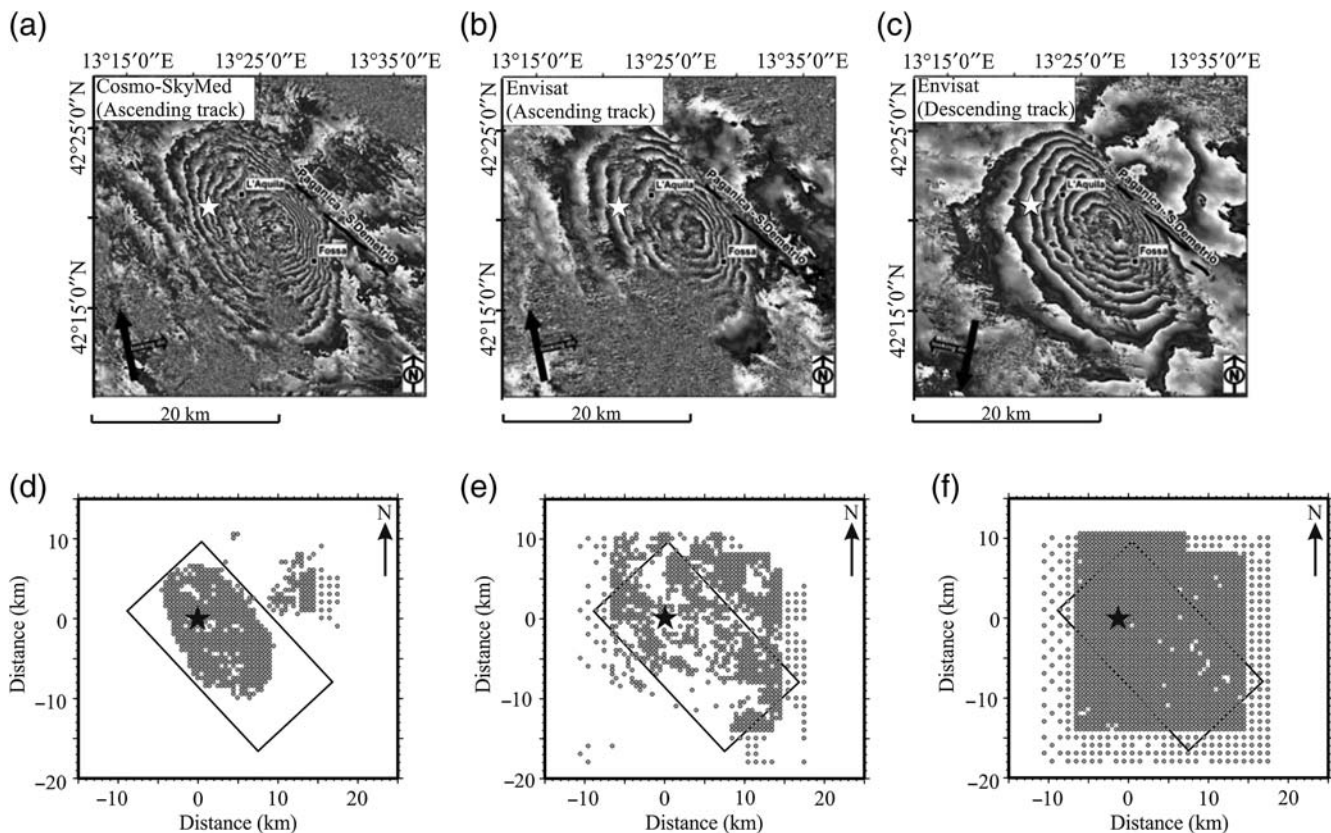 (a)
(b)
(c)
13°15′0″E 13°25′0″E 13°35′0″E
13°15′0″E 13°25′0″E 13°35′0″E
13°15′0″E 13°25′0″E 13°35′0″E
Cosmo-SkyMed
(Ascending track)
Envisat
(Ascending track)
Envisat
(Descending track)
42°25′0″N
42°15′0″N
42°25′0″N
42°15′0″N
42°25′0″N
42°15′0″N
L'Aquila
Paganica - S Demetrio
Fossa
N
L'Aquila
Paganica - S Demetrio
Fossa
N
L'Aquila
Paganica - S Demetrio
Fossa
N
20 km
20 km
20 km
(d)
(e)
(f)
N
N
N
Distance (km)
10
0
−10
−20
Distance (km)
10
0
−10
−20
Distance (km)
10
0
−10
−20
−10 0 10 20
−10 0 10 20
−10 0 10 20
Distance (km)
Distance (km)
Distance (km)